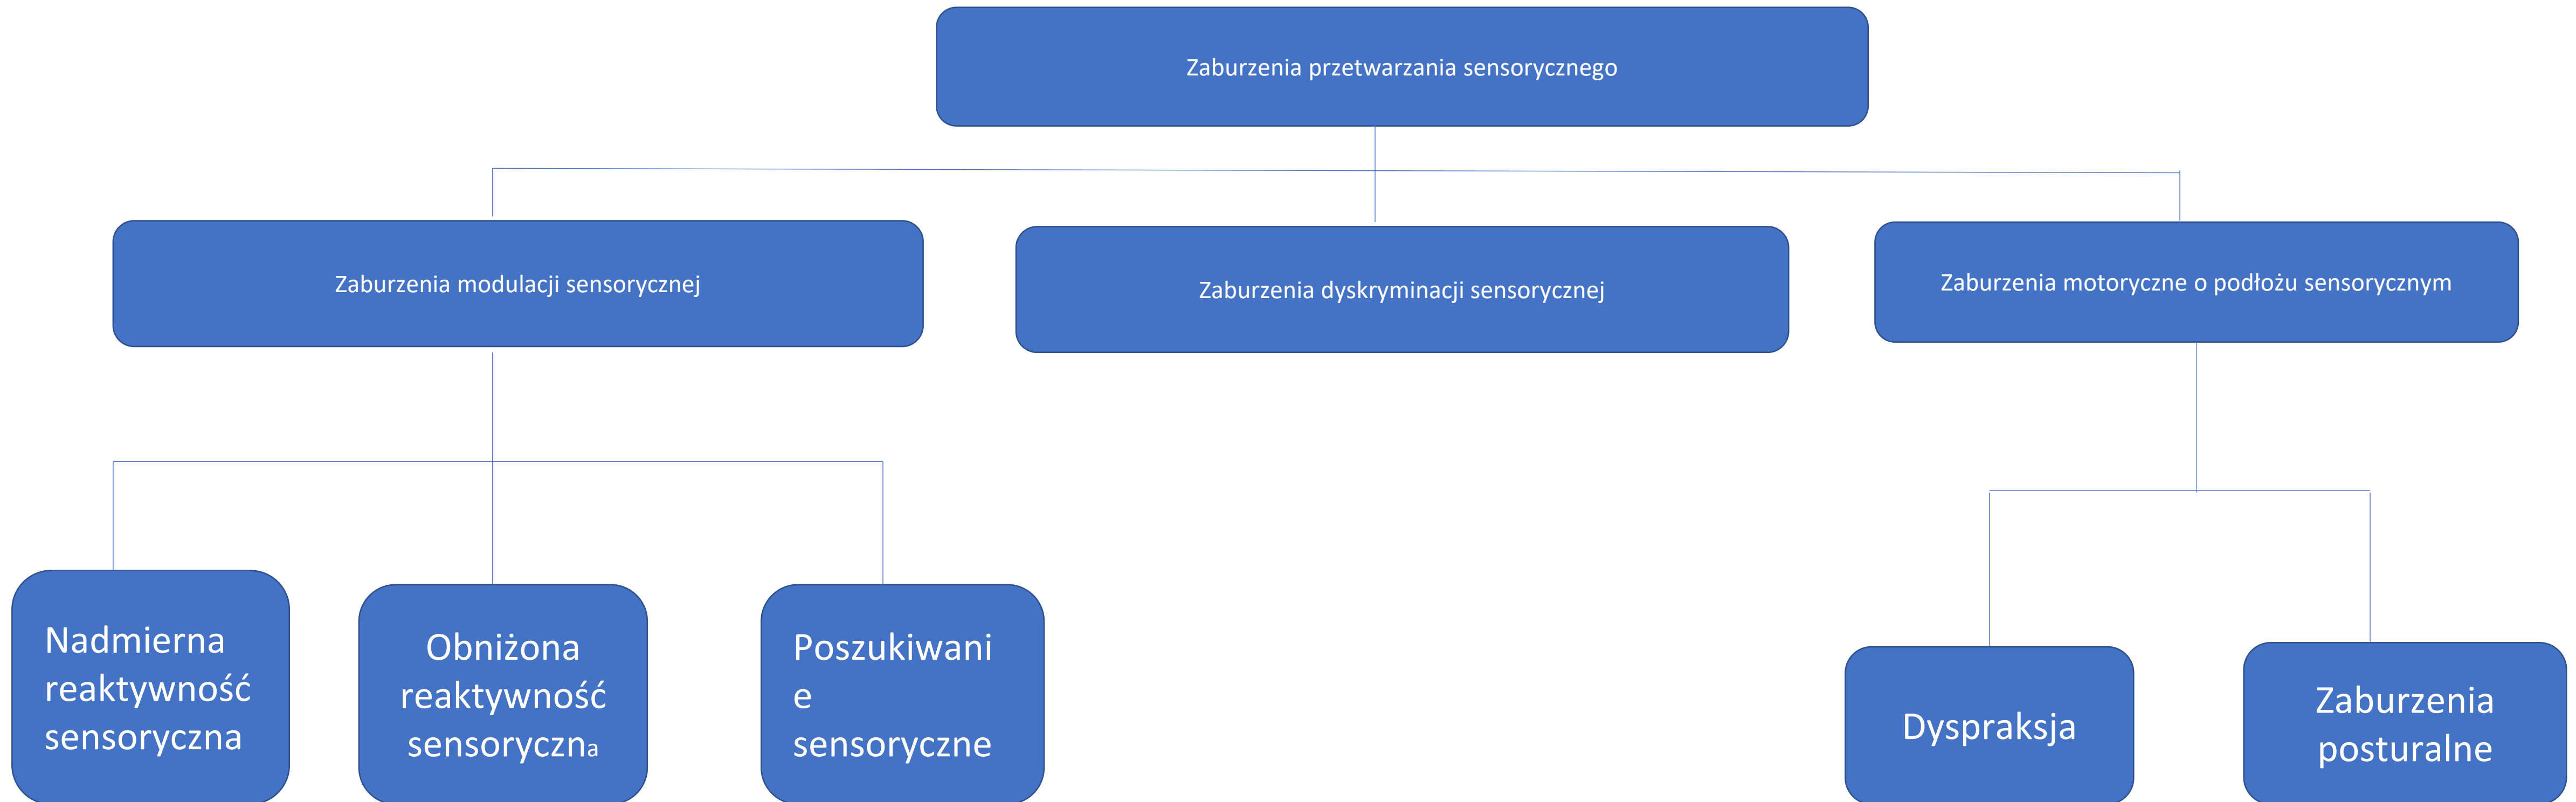 Zaburzenia przetwarzania sensorycznego
Zaburzenia modulacji sensorycznej
Zaburzenia dyskryminacji sensorycznej
Zaburzenia motoryczne o podłożu sensorycznym
Nadmierna
reaktywność
sensoryczna
Obniżona
reaktywność
sensoryczna
Poszukiwani
e
sensoryczne
Dyspraksja
Zaburzenia
posturalne